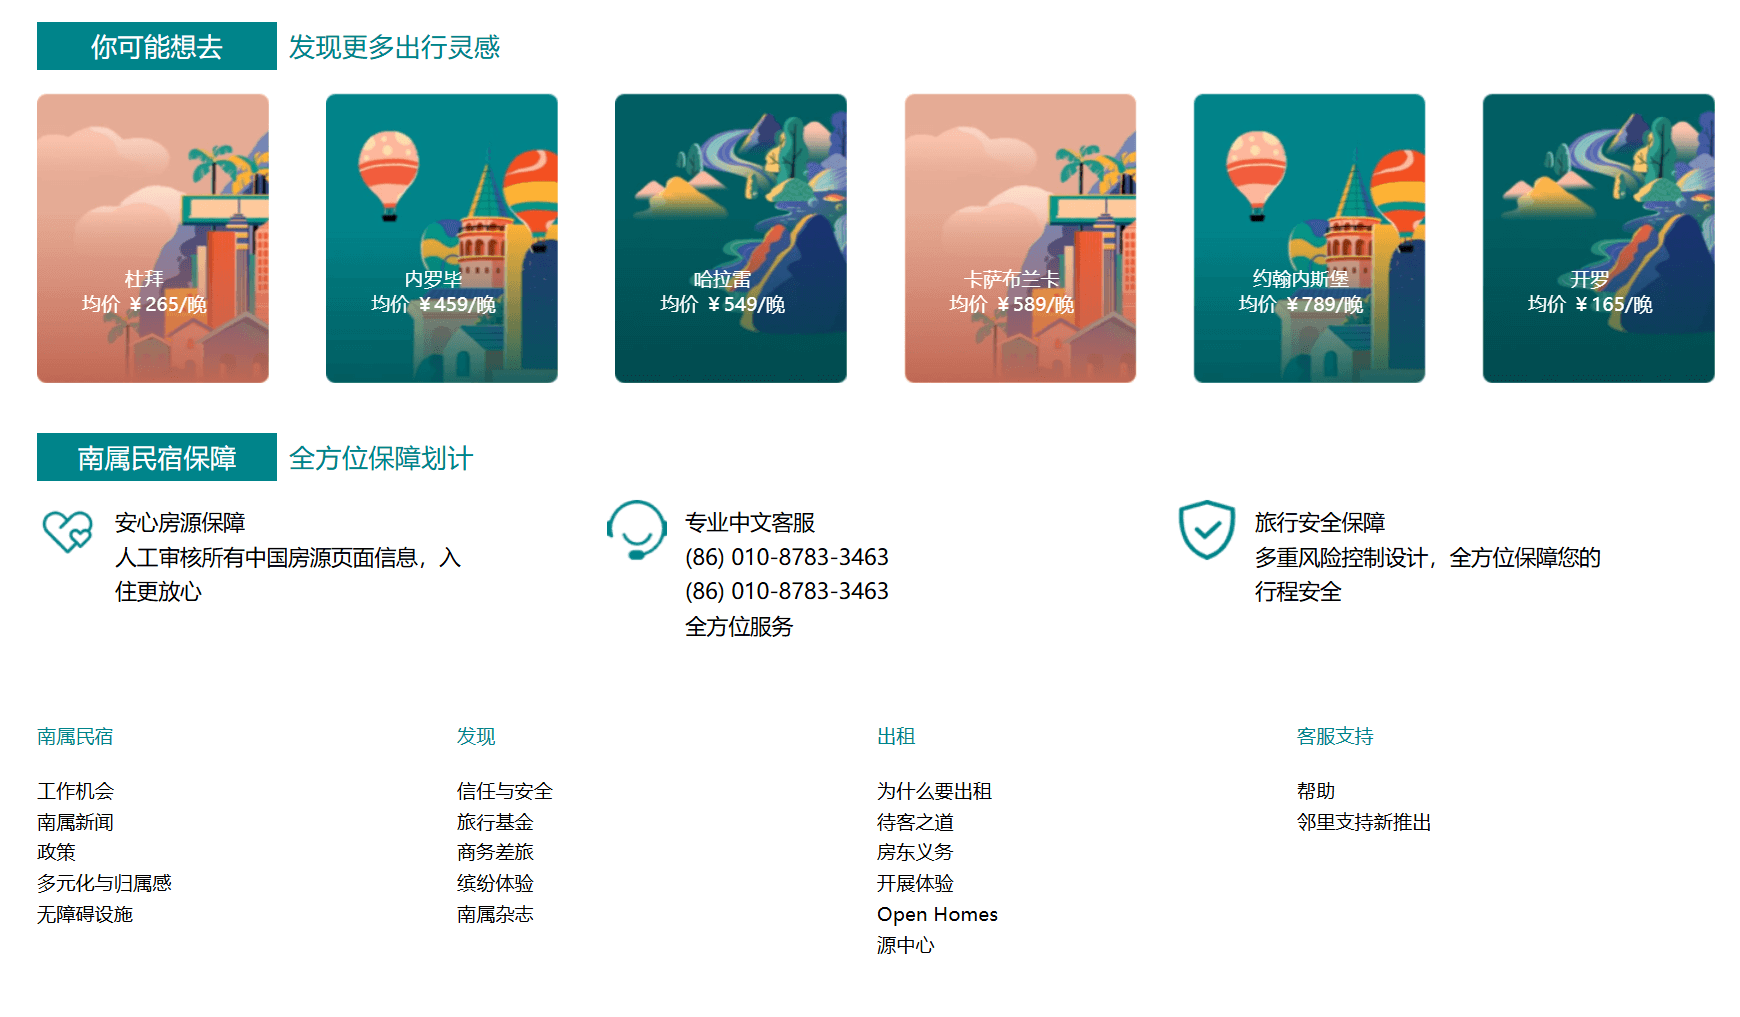 你可能想去 发现更多出行灵感
杜拜
均价 ￥265/晚
内罗毕
均价 ￥459/晚
哈拉雷
均价 ￥549/晚
卡萨布兰卡
均价 ￥589/晚
约翰内斯堡
均价 ￥789/晚
开罗
均价 ￥165/晚
南属民宿保障 全方位保障划计
安心房源保障
人工审核所有中国房源页面信息，入
住更放心
专业中文客服
(86) 010-8783-3463
(86) 010-8783-3463
全方位服务
旅行安全保障
多重风险控制设计，全方位保障您的
行程安全
南属民宿
工作机会
南属新闻
政策
多元化与归属感
无障碍设施
发现
信任与安全
旅行基金
商务差旅
缤纷体验
南属杂志
出租
为什么要出租
待客之道
房东义务
开展体验
Open Homes
源中心
客服支持
帮助
邻里支持新推出